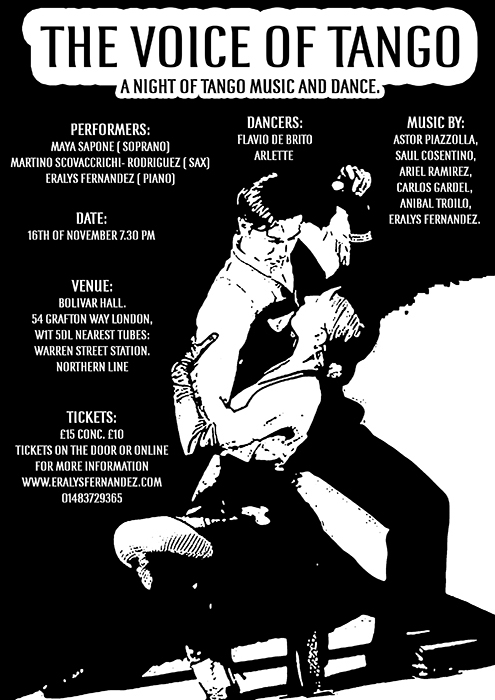 THE VOICE OF TANGO
A NIGHT OF TANGO MUSIC AND DANCE.
PERFORMERS:
MAYA SAPONE ( SOPRANO)
MARTINO SCOVACCRICHI- RODRIGUEZ ( SAX)
ERALYS FERNANDEZ ( PIANO)
DANCERS:
FLAVIO DE BRITO
ARLETTE
MUSIC BY:
ASTOR PIAZZOLLA,
SAUL COSENTINO,
ARIEL RAMIREZ,
CARLOS GARDEL,
ANIBAL TROILO,
ERALYS FERNANDEZ.
DATE:
16TH OF NOVEMBER 7.30 PM
VENUE:
BOLIVAR HALL.
54 GRAFTON WAY LONDON,
W1T 5DL NEAREST TUBES:
WARREN STREET STATION.
NORTHERN LINE
TICKETS:
£15 CONC. £10
TICKETS ON THE DOOR OR ONLINE
FOR MORE INFORMATION
WWW.ERALYSFERNANDEZ.COM
01483729365